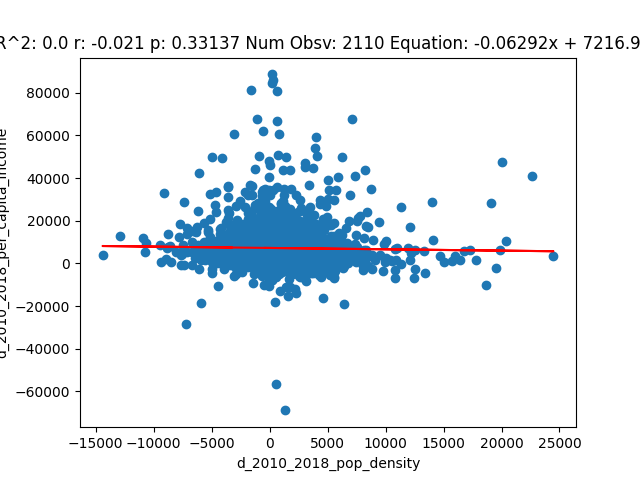 R^2: 0.0 r: -0.021 p: 0.33137 Num Obsv: 2110 Equation: -0.06292x + 7216.9
80000
60000
40000
20000
0
−20000
−40000
−60000
d_2010_2018_per_capita_income
−15000 −10000 −5000 0 5000 10000 15000 20000 25000
d_2010_2018_pop_density